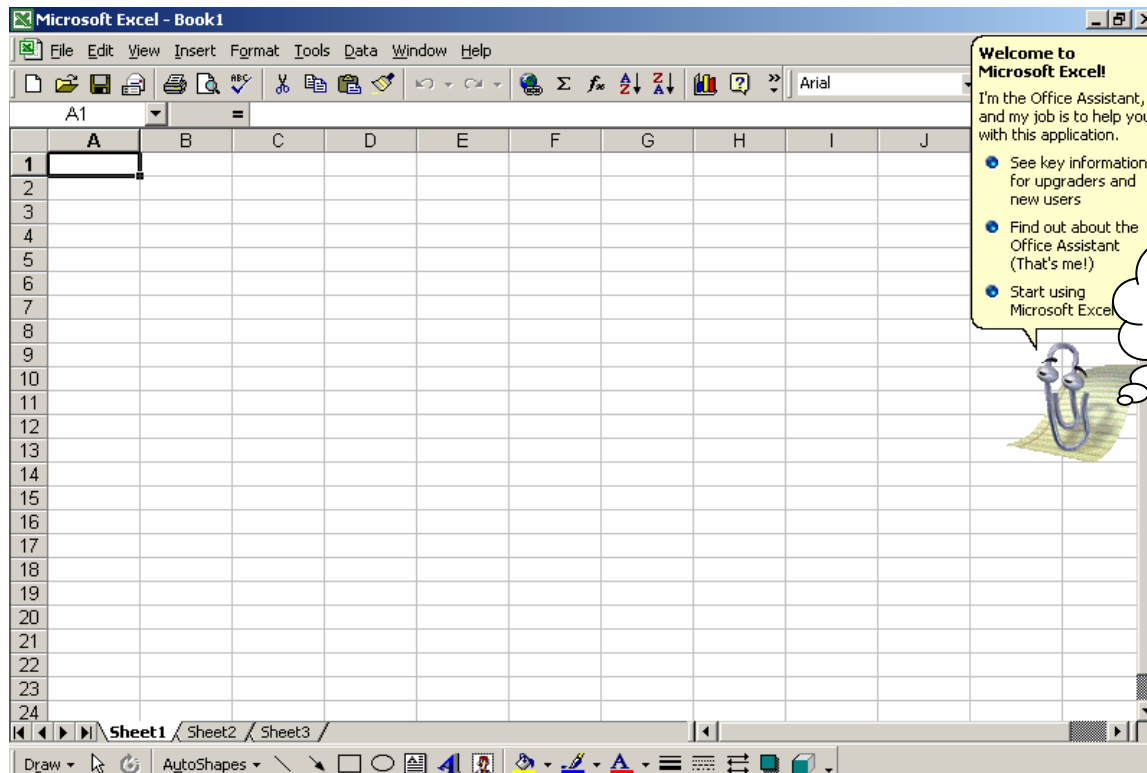 Microsoft Excel - Book1
File Edit View Insert Format Tools Data Window Help
ABC Σ fx A Z Z A ? » Arial
A1 =
A B C D E F G H I J
1
2
3
4
5
6
7
8
9
10
11
12
13
14
15
16
17
18
19
20
21
22
23
24
Welcome to
Microsoft Excel!
I'm the Office Assistant,
and my job is to help you
with this application.
See key information
for upgraders and
new users
Find out about the
Office Assistant
(That's me!)
Start using
Microsoft Excel
Sheet1 Sheet2 Sheet3
Draw AutoShapes A A A